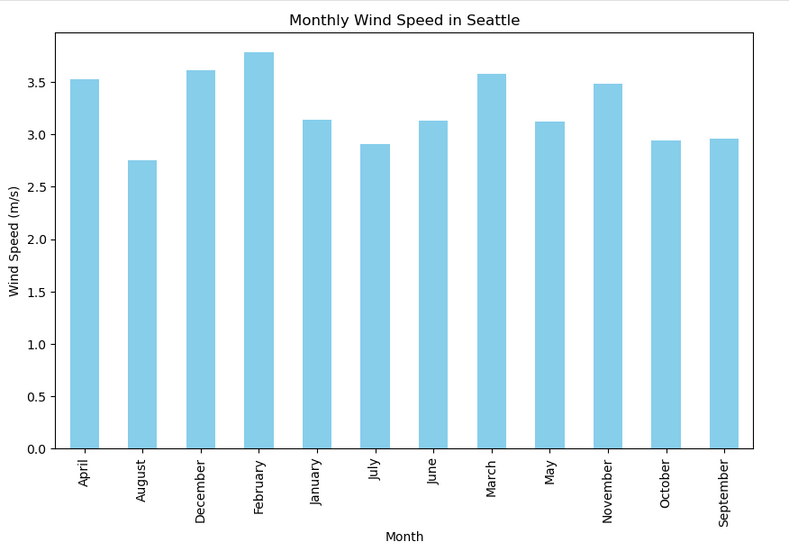 Monthly Wind Speed in Seattle
Wind Speed (m/s)
3.5
3.0
2.5
2.0
1.5
1.0
0.5
0.0
April
August
December
February
January
July
June
March
May
November
October
September
Month